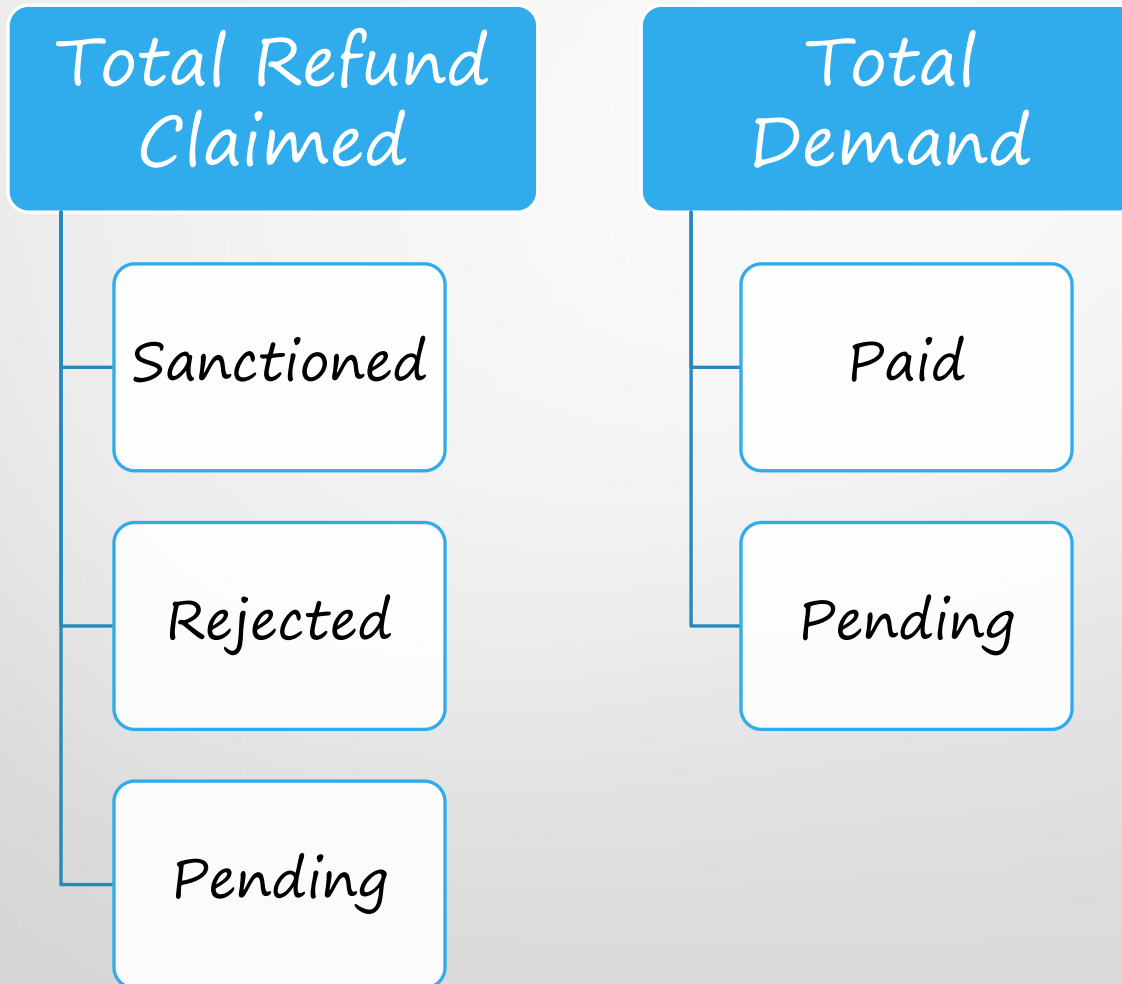 Total Refund
Claimed
Sanctioned
Rejected
Pending
Total
Demand
Paid
Pending